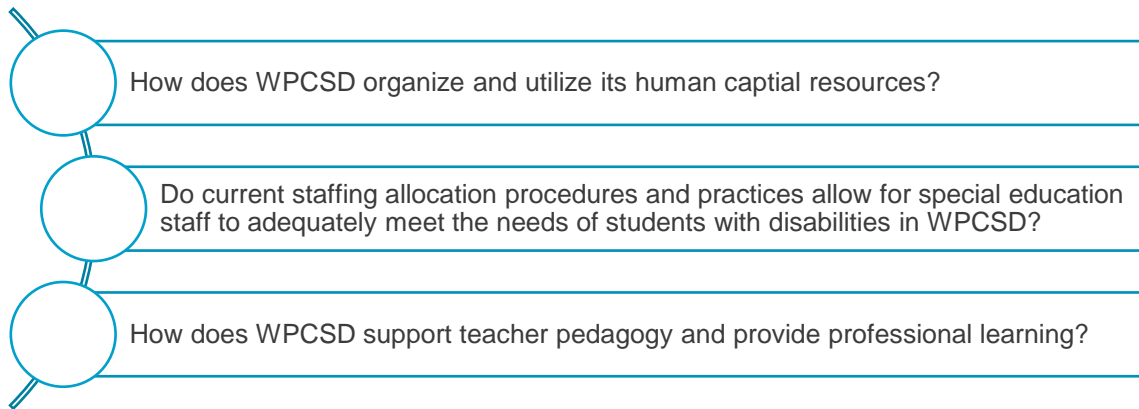 How does WPCSD organize and utilize its human captial resources?
Do current staffing allocation procedures and practices allow for special education
staff to adequately meet the needs of students with disabilities in WPCSD?
How does WPCSD support teacher pedagogy and provide professional learning?